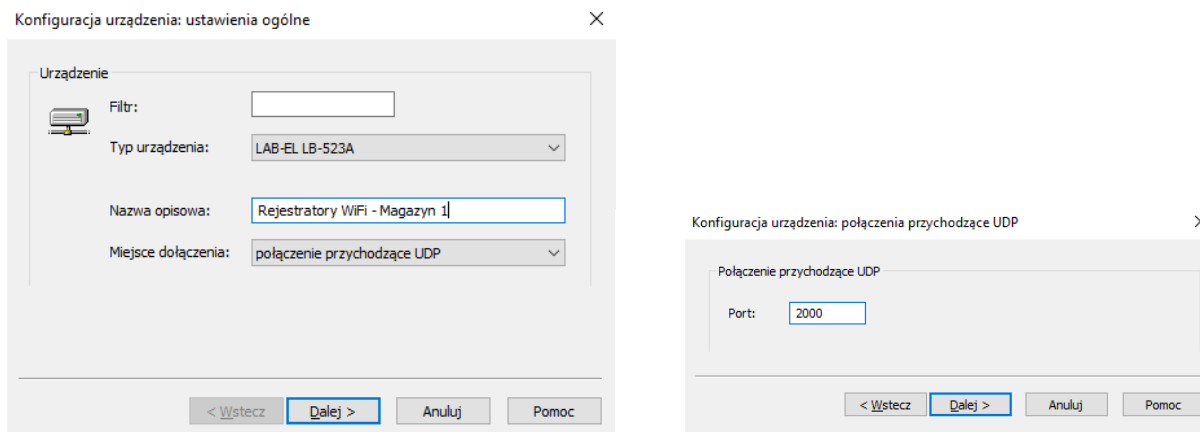 Konfiguracja urządzenia: ustawienia ogólne
Urządzenie
Filtr:
Typ urządzenia: LAB-EL LB-523A
Nazwa opisowa: Rejestratory WiFi - Magazyn 1
Miejsce dołączenia: połączenie przychodzące UDP
< Wstecz Dalej > Anuluj Pomoc
Konfiguracja urządzenia: połączenia przychodzące UDP
Połączenie przychodzące UDP
Port: 2000
< Wstecz Dalej > Anuluj Pomoc